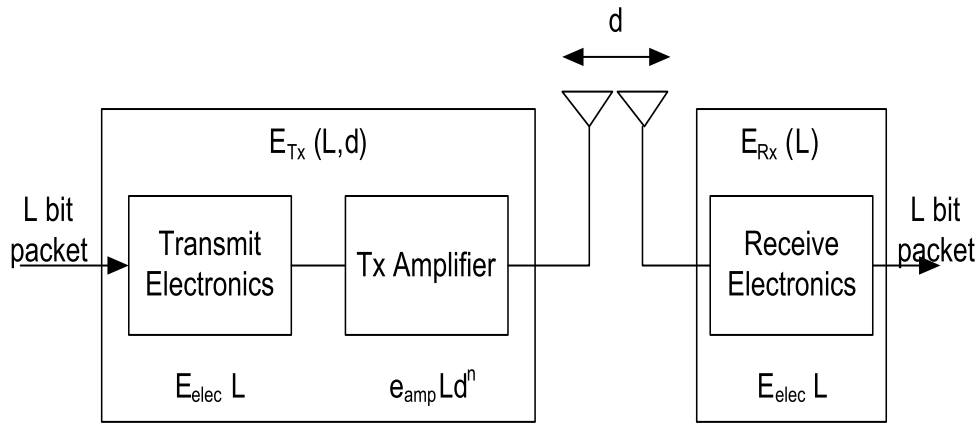 d
E_Tx (L,d)
E_Rx (L)
L bit
packet
Transmit
Electronics
Tx Amplifier
Receive
Electronics
L bit
packet
E_elec L
e_amp Ld^n
E_elec L